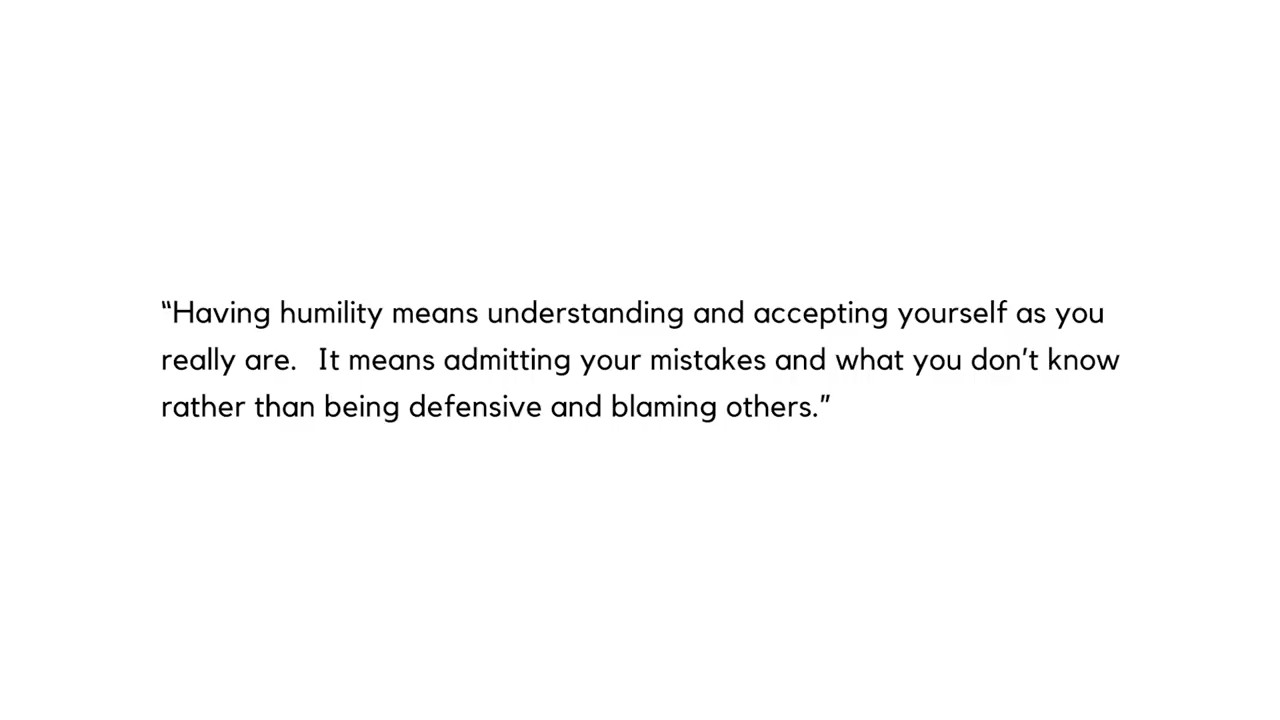 “Having humility means understanding and accepting yourself as you
really are.  It means admitting your mistakes and what you don’t know
rather than being defensive and blaming others.”